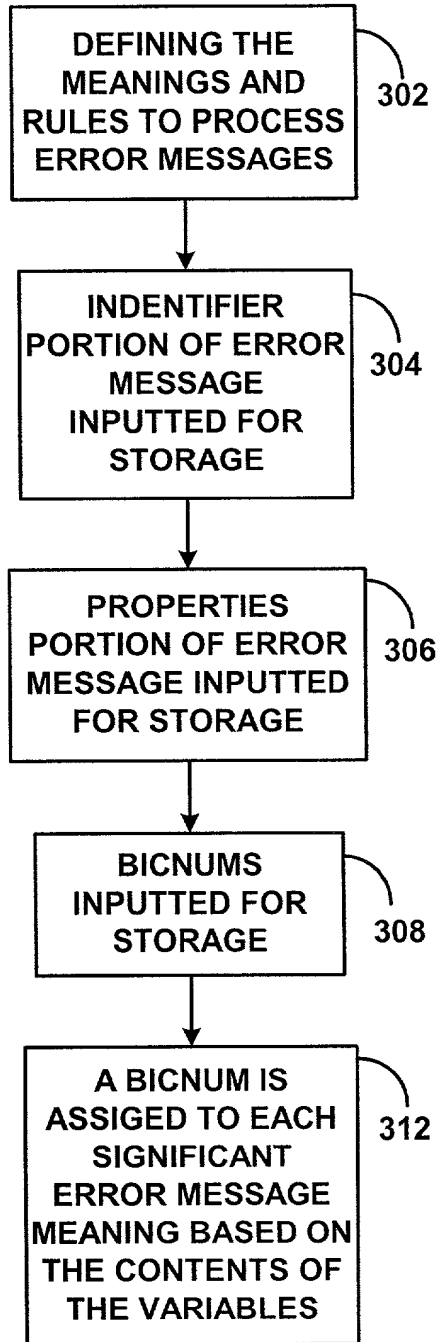 DEFINING THE
MEANINGS AND
RULES TO PROCESS
ERROR MESSAGES
302
INDENTIFIER
PORTION OF ERROR
MESSAGE
INPUTTED FOR
STORAGE
304
PROPERTIES
PORTION OF ERROR
MESSAGE INPUTTED
FOR STORAGE
306
BICNUMS
INPUTTED FOR
STORAGE
308
A BICNUM IS
ASSIGED TO EACH
SIGNIFICANT
ERROR MESSAGE
MEANING BASED ON
THE CONTENTS OF
THE VARIABLES
312